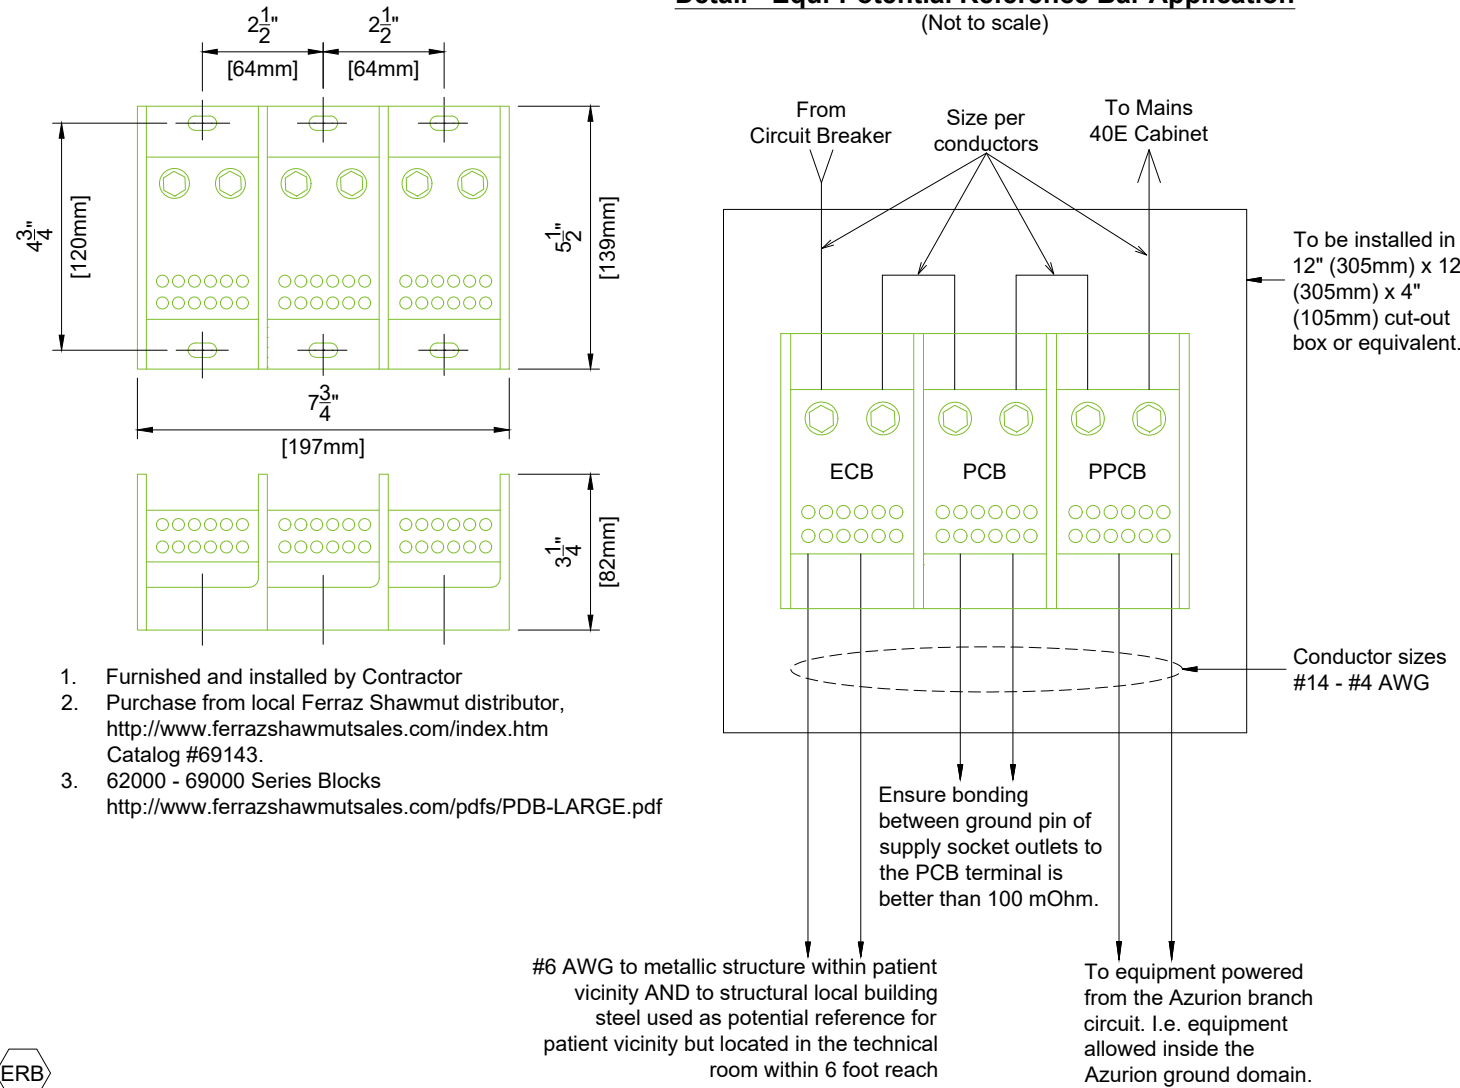 Detail - Equi-Potential Reference Bar Application
(Not to scale)
2 1/2"
[64mm]
2 1/2"
[64mm]
4 3/4"
[120mm]
5 1/2"
[139mm]
7 3/4"
[197mm]
3 1/4"
[82mm]
1. Furnished and installed by Contractor
2. Purchase from local Ferraz Shawmut distributor,
http://www.ferrazshawmutsales.com/index.htm
Catalog #69143.
3. 62000 - 69000 Series Blocks
http://www.ferrazshawmutsales.com/pdfs/PDB-LARGE.pdf
From
Circuit Breaker
Size per
conductors
To Mains
40E Cabinet
To be installed in
12" (305mm) x 12
(305mm) x 4"
(105mm) cut-out
box or equivalent.
ECB
PCB
PPCB
Conductor sizes
#14 - #4 AWG
Ensure bonding
between ground pin of
supply socket outlets to
the PCB terminal is
better than 100 mOhm.
#6 AWG to metallic structure within patient
vicinity AND to structural local building
steel used as potential reference for
patient vicinity but located in the technical
room within 6 foot reach
To equipment powered
from the Azurion branch
circuit. I.e. equipment
allowed inside the
Azurion ground domain.
ERB